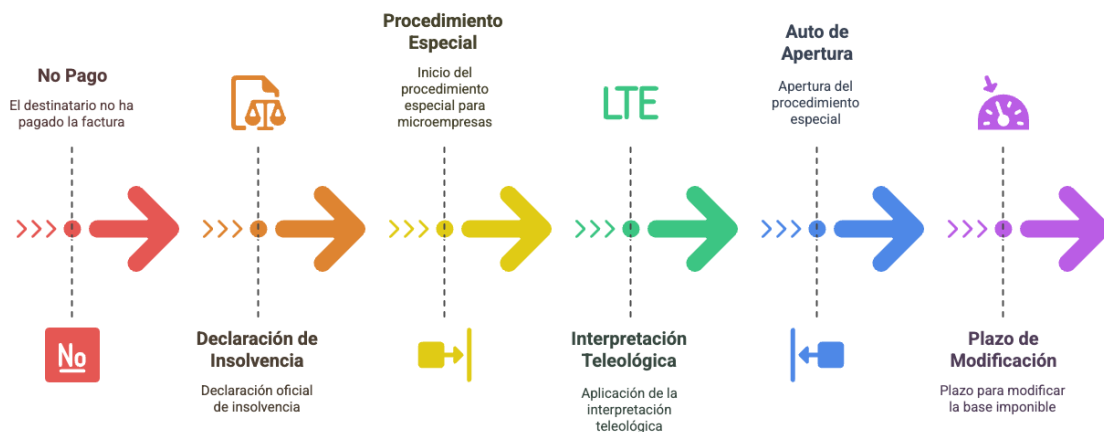 No Pago
El destinatario no ha
pagado la factura
No
Declaración de
Insolvencia
Declaración oficial
de insolvencia
Procedimiento
Especial
Inicio del
procedimiento
especial para
microempresas
LTE
Interpretación
Teleológica
Aplicación de la
interpretación
teleológica
Auto de
Apertura
Apertura del
procedimiento
especial
Plazo de
Modificación
Plazo para modificar
la base imponible